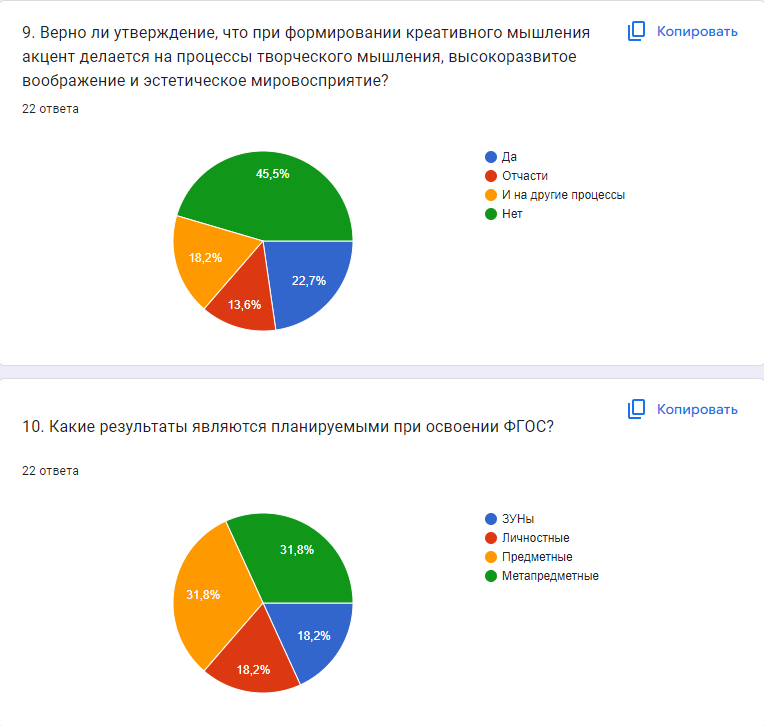 9. Верно ли утверждение, что при формировании креативного мышления
акцент делается на процессы творческого мышления, высокоразвитое
воображение и эстетическое мировосприятие?
Копировать
22 ответа
45,5%
18,2%
13,6%
22,7%
Да
Отчасти
И на другие процессы
Нет
Копировать
10. Какие результаты являются планируемыми при освоении ФГОС?
22 ответа
31,8%
31,8%
18,2%
18,2%
ЗУНы
Личностные
Предметные
Метапредметные